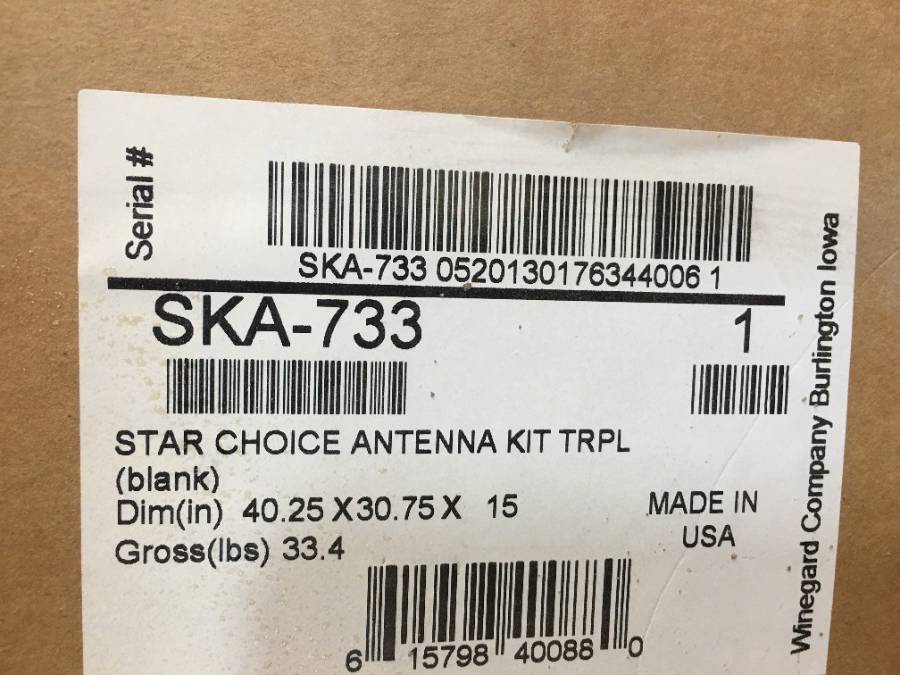 Serial #
SKA-733 0520130176344006 1
SKA-733
1
STAR CHOICE ANTENNA KIT TRPL
(blank)
Dim(in) 40.25 X30.75 X 15
Gross(lbs) 33.4
MADE IN
USA
6 15798 40086 0
Winegard Company Burlington Iowa